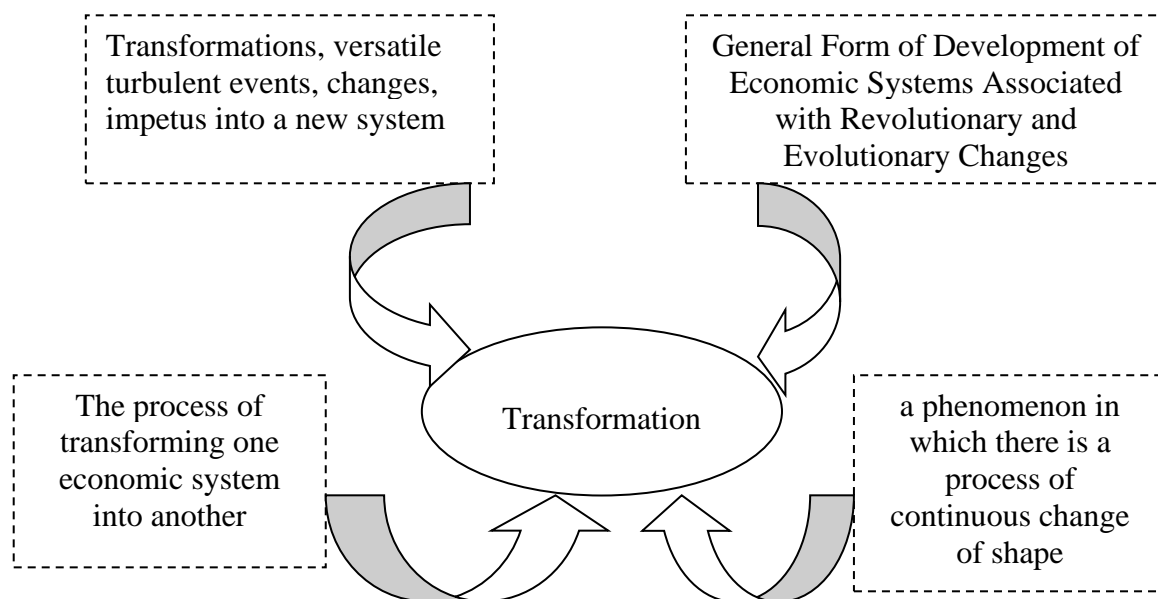 Transformations, versatile
turbulent events, changes,
impetus into a new system
General Form of Development of
Economic Systems Associated
with Revolutionary and
Evolutionary Changes
The process of
transforming one
economic system
into another
Transformation
a phenomenon in
which there is a
process of
continuous change
of shape